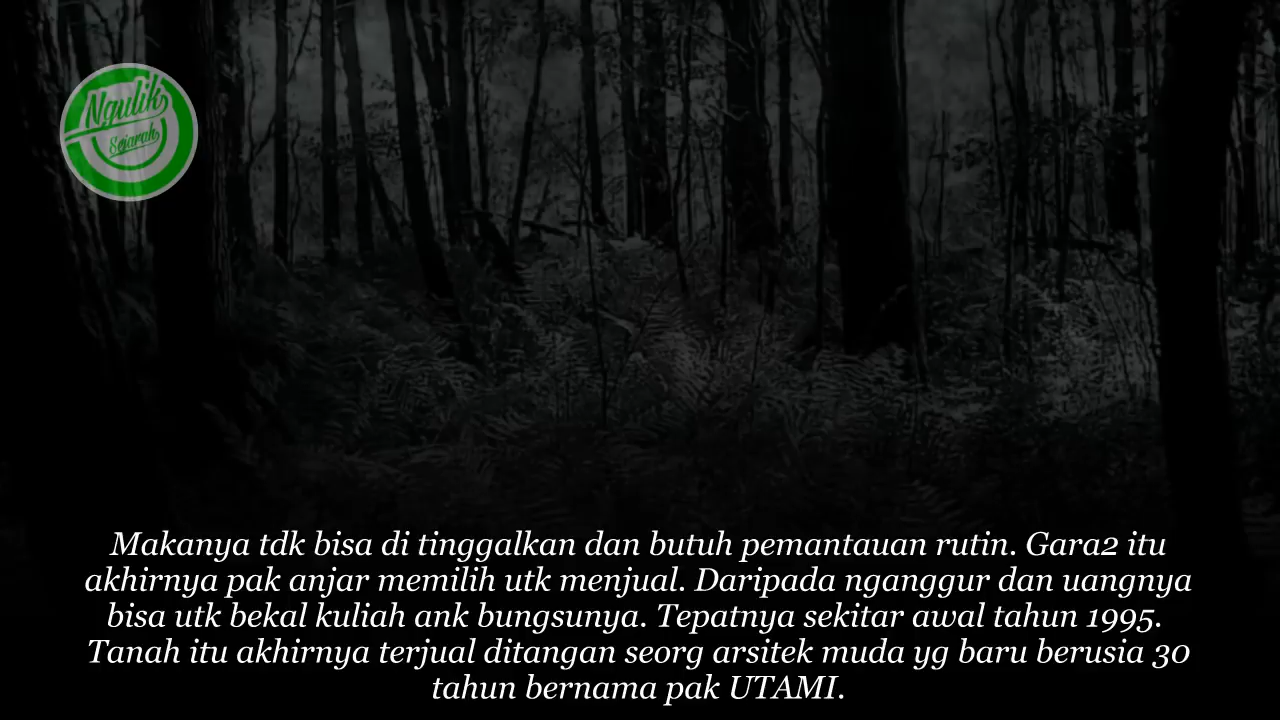 Ngulik
Sejarah
Makanya tdk bisa di tinggalkan dan butuh pemantauan rutin. Gara2 itu
akhirnya pak anjar memilih utk menjual. Daripada nganggur dan uangnya
bisa utk bekal kuliah ank bungsunya. Tepatnya sekitar awal tahun 1995.
Tanah itu akhirnya terjual ditangan seorg arsitek muda yg baru berusia 30
tahun bernama pak UTAMI.